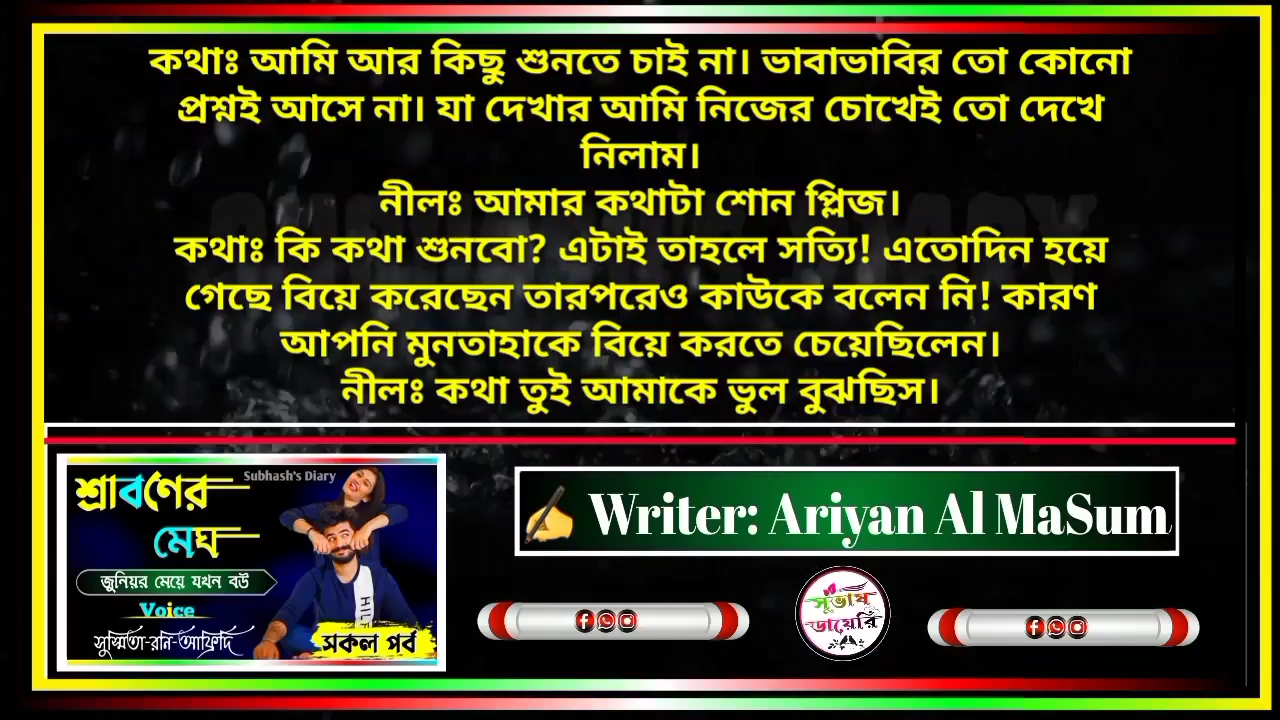 কথাঃ আমি আর কিছু শুনতে চাই না। ভাবাভাবির তো কোনো
প্রশ্নই আসে না। যা দেখার আমি নিজের চোখেই তো দেখে
নিলাম।
নীলঃ আমার কথাটা শোন প্লিজ।
কথাঃ কি কথা শুনবো? এটাই তাহলে সত্যি! এতোদিন হয়ে
গেছে বিয়ে করেছেন তারপরেও কাউকে বলেন নি! কারণ
আপনি মুনতাহাকে বিয়ে করতে চেয়েছিলেন।
নীলঃ কথা তুই আমাকে ভুল বুঝছিস।
Subhash's Diary
শ্রাবণের
মেঘ
জুনিয়র মেয়ে যখন বউ
Voice
সুস্মিতা-রনি-আফ্রিদি
সকল পর্ব
Writer: Ariyan Al MaSum
সুভাষ
ডায়েরি